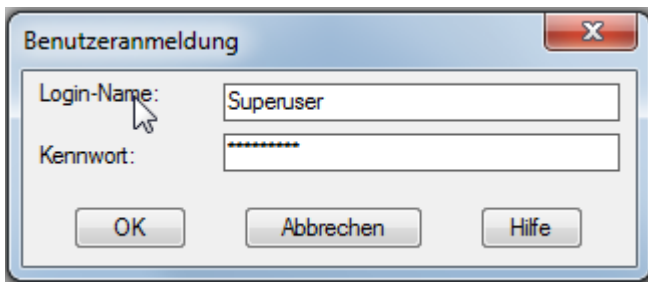 Benutzeranmeldung
Login-Name: Superuser
Kennwort: *********
OK Abbrechen Hilfe